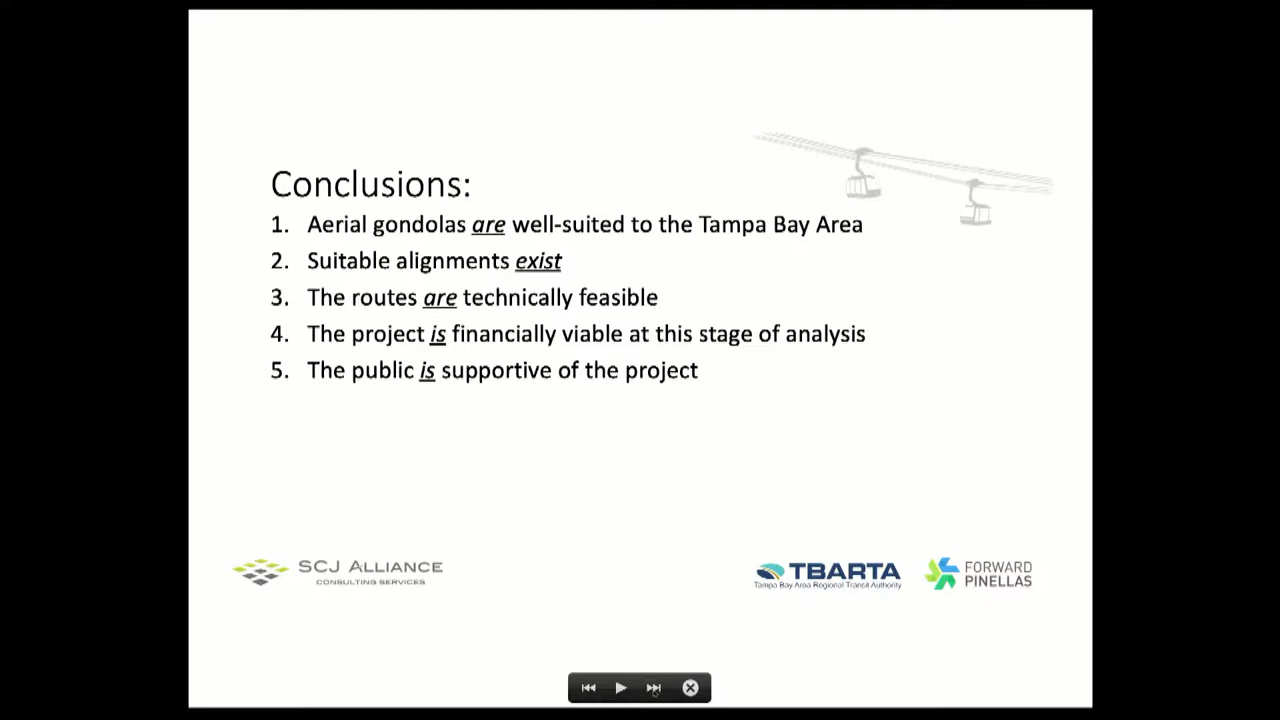 Conclusions:
1. Aerial gondolas are well-suited to the Tampa Bay Area
2. Suitable alignments exist
3. The routes are technically feasible
4. The project is financially viable at this stage of analysis
5. The public is supportive of the project
SCJ ALLIANCE
CONSULTING SERVICES
TBARTA
Tampa Bay Area Regional Transit Authority
FORWARD
PINELLAS